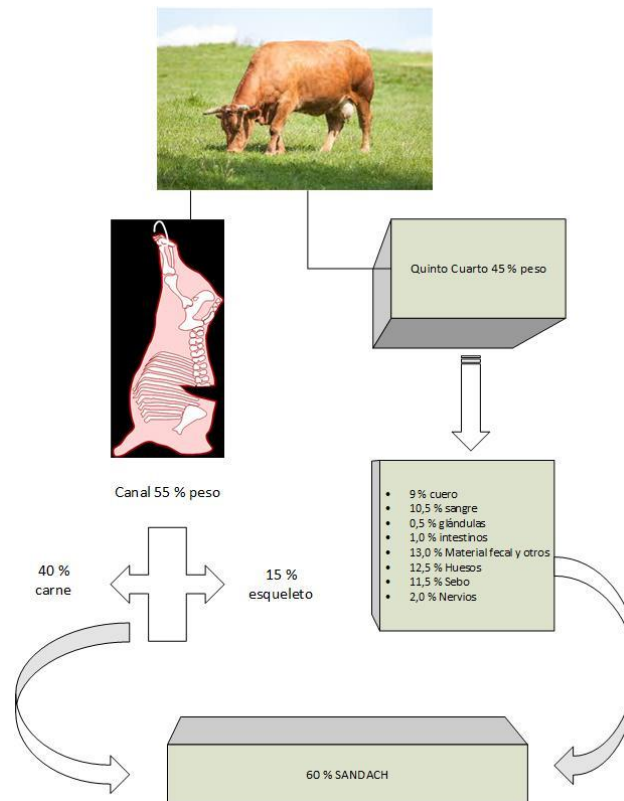 Quinto Cuarto 45 % peso
Canal 55 % peso
40 %
carne
15 %
esqueleto
• 9 % cuero
• 10,5 % sangre
• 0,5 % glándulas
• 1,0 % intestinos
• 13,0 % Material fecal y otros
• 12,5 % Huesos
• 11,5 % Sebo
• 2,0 % Nervios
60 % SANDACH